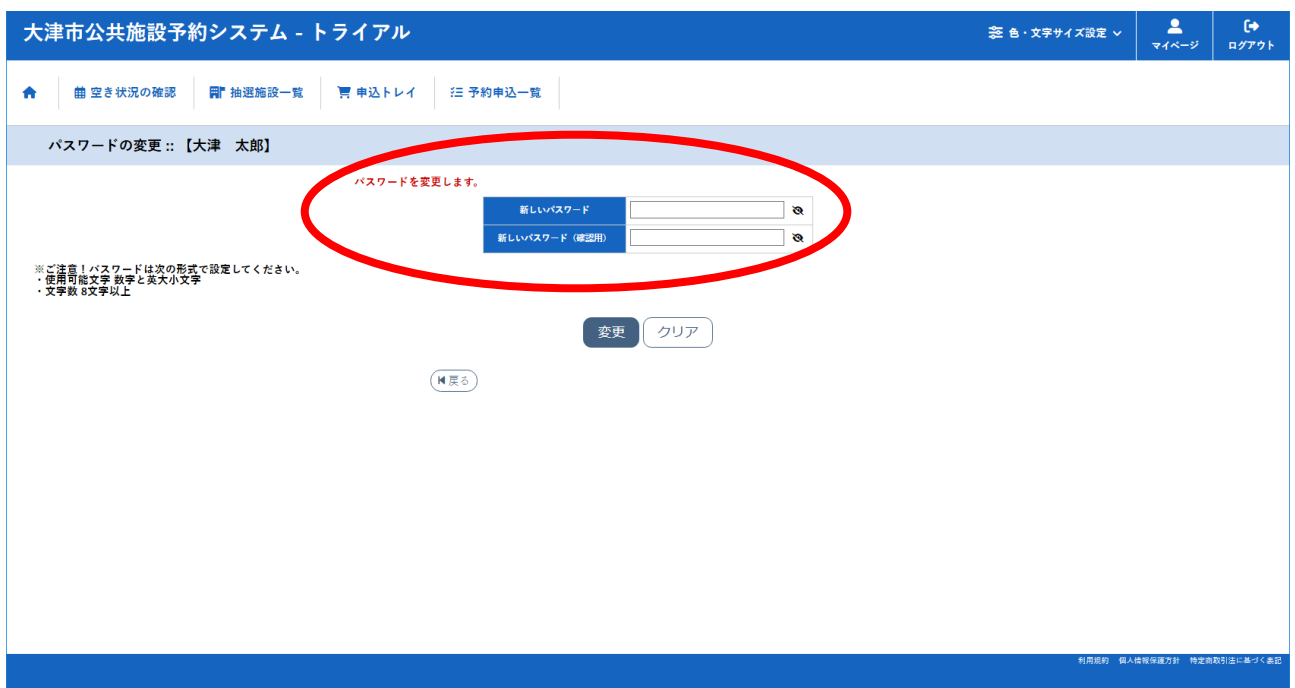 大津市公共施設予約システム - トライアル
色・文字サイズ設定
マイページ
ログアウト
空き状況の確認
抽選施設一覧
申込トレイ
予約申込一覧
パスワードの変更 :: 【大津　太郎】
パスワードを変更します。
新しいパスワード
新しいパスワード（確認用）
※ご注意！パスワードは次の形式で設定してください。
・使用可能文字 数字と英大小文字
・文字数 8文字以上
変更
クリア
戻る
利用規約　個人情報保護方針　特定商取引法に基づく表記